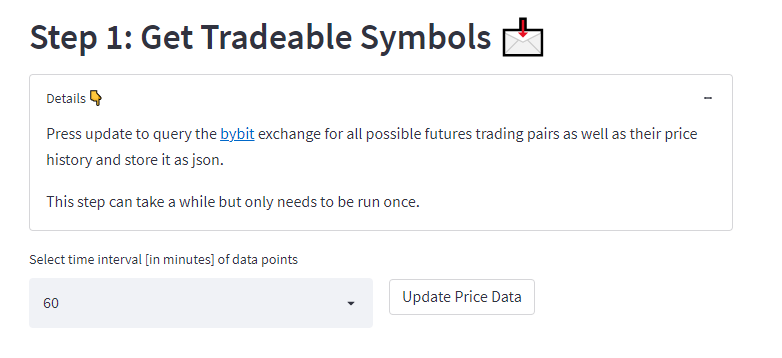 Step 1: Get Tradeable Symbols
Details
Press update to query the bybit exchange for all possible futures trading pairs as well as their price
history and store it as json.
This step can take a while but only needs to be run once.
Select time interval [in minutes] of data points
60
Update Price Data